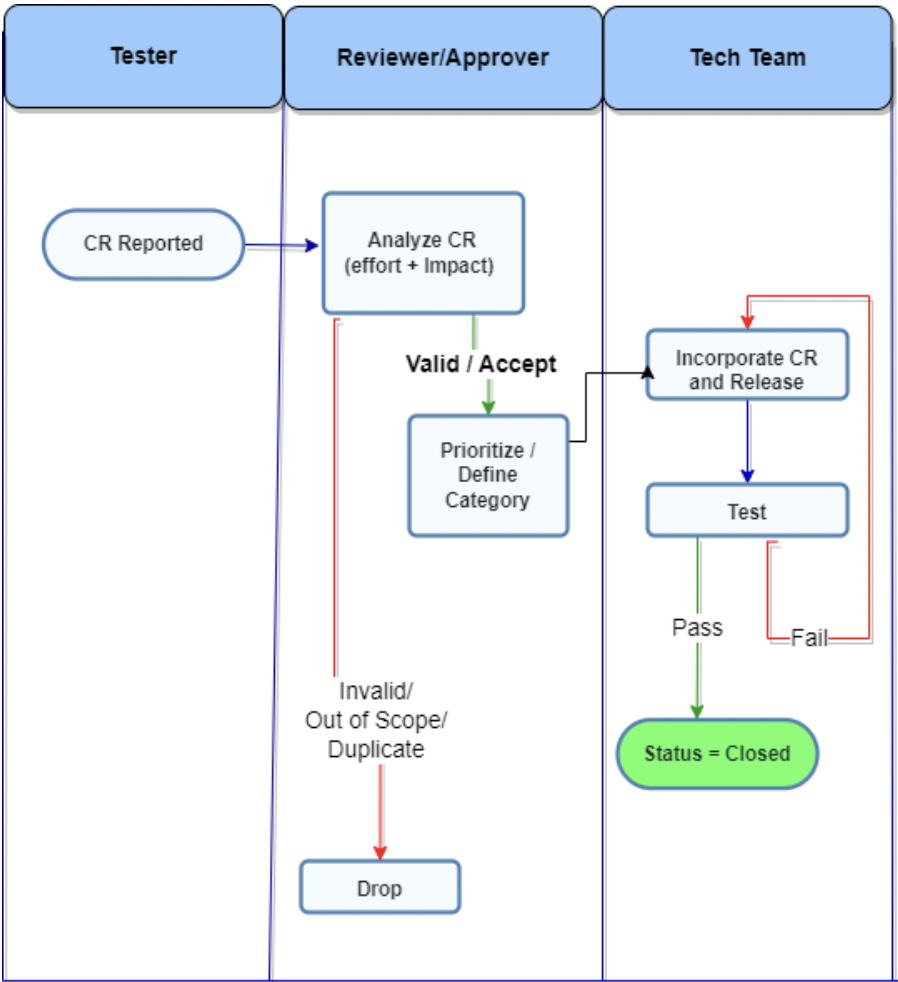 Tester
Reviewer/Approver
Tech Team
CR Reported
Analyze CR
(effort + Impact)
Valid / Accept
Prioritize /
Define
Category
Incorporate CR
and Release
Test
Pass
Fail
Invalid/
Out of Scope/
Duplicate
Status = Closed
Drop